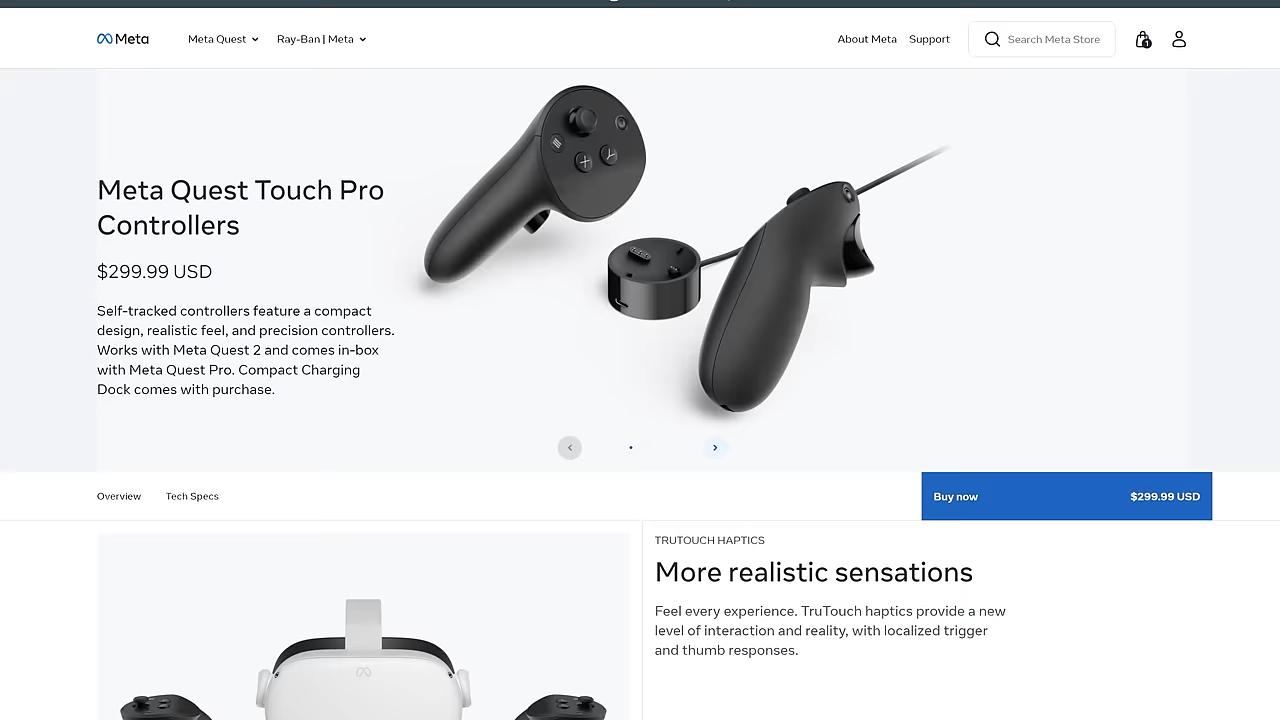 Meta
Meta Quest
Ray-Ban | Meta
About Meta
Support
Search Meta Store
1
Meta Quest Touch Pro
Controllers
$299.99 USD
Self-tracked controllers feature a compact
design, realistic feel, and precision controllers.
Works with Meta Quest 2 and comes in-box
with Meta Quest Pro. Compact Charging
Dock comes with purchase.
Overview
Tech Specs
Buy now
$299.99 USD
TRUTOUCH HAPTICS
More realistic sensations
Feel every experience. TruTouch haptics provide a new
level of interaction and reality, with localized trigger
and thumb responses.